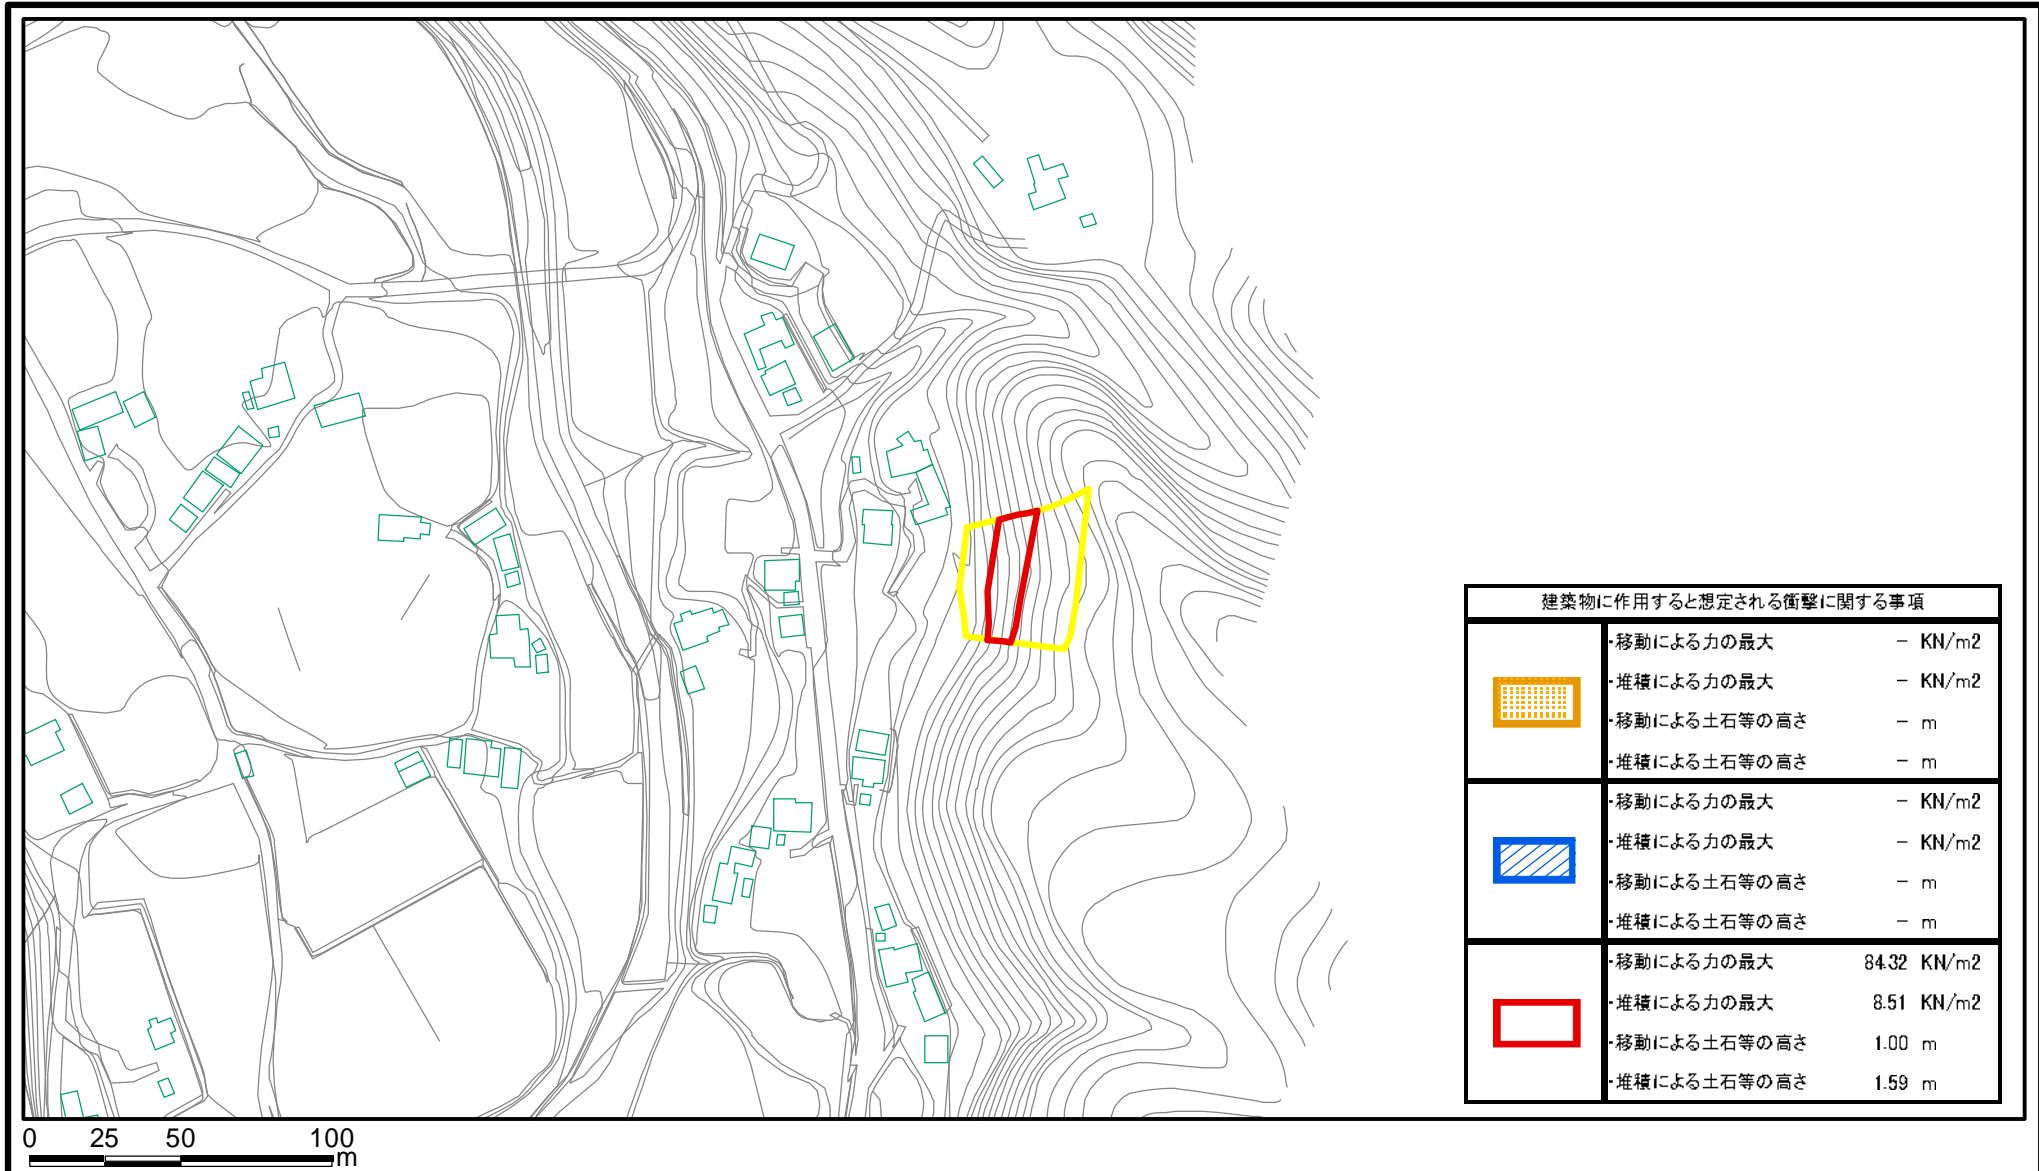 建築物に作用すると想定される衝撃に関する事項
・移動による力の最大 － KN/m2
・堆積による力の最大 － KN/m2
・移動による土石等の高さ － m
・堆積による土石等の高さ － m
・移動による力の最大 － KN/m2
・堆積による力の最大 － KN/m2
・移動による土石等の高さ － m
・堆積による土石等の高さ － m
・移動による力の最大 84.32 KN/m2
・堆積による力の最大 8.51 KN/m2
・移動による土石等の高さ 1.00 m
・堆積による土石等の高さ 1.59 m
0 25 50 100
m